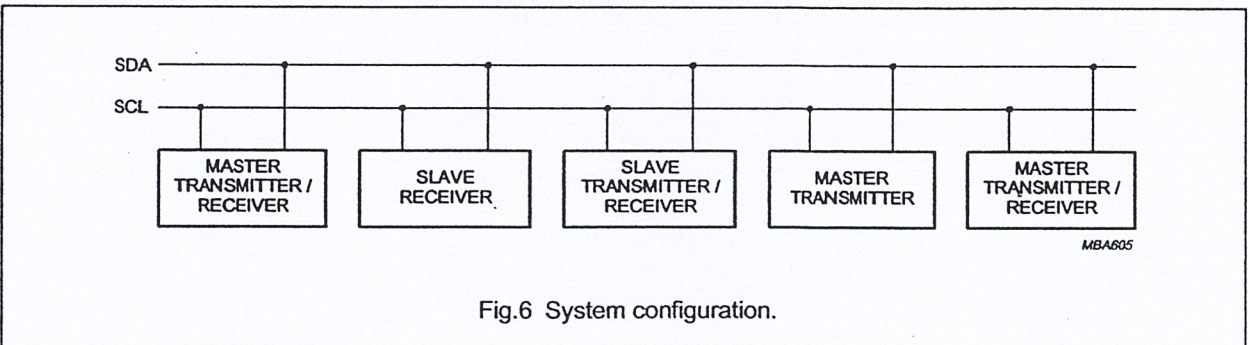 SDA
SCL
MASTER
TRANSMITTER /
RECEIVER
SLAVE
RECEIVER
SLAVE
TRANSMITTER /
RECEIVER
MASTER
TRANSMITTER
MASTER
TRANSMITTER /
RECEIVER
MBA605
Fig.6 System configuration.